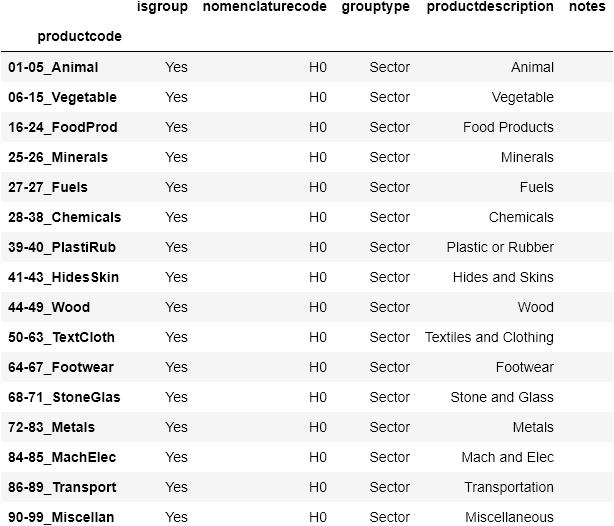 isgroup nomenclaturecode grouptype productdescription notes
productcode
01-05_Animal Yes H0 Sector Animal
06-15_Vegetable Yes H0 Sector Vegetable
16-24_FoodProd Yes H0 Sector Food Products
25-26_Minerals Yes H0 Sector Minerals
27-27_Fuels Yes H0 Sector Fuels
28-38_Chemicals Yes H0 Sector Chemicals
39-40_PlastiRub Yes H0 Sector Plastic or Rubber
41-43_HidesSkin Yes H0 Sector Hides and Skins
44-49_Wood Yes H0 Sector Wood
50-63_TextCloth Yes H0 Sector Textiles and Clothing
64-67_Footwear Yes H0 Sector Footwear
68-71_StoneGlas Yes H0 Sector Stone and Glass
72-83_Metals Yes H0 Sector Metals
84-85_MachElec Yes H0 Sector Mach and Elec
86-89_Transport Yes H0 Sector Transportation
90-99_Miscellan Yes H0 Sector Miscellaneous